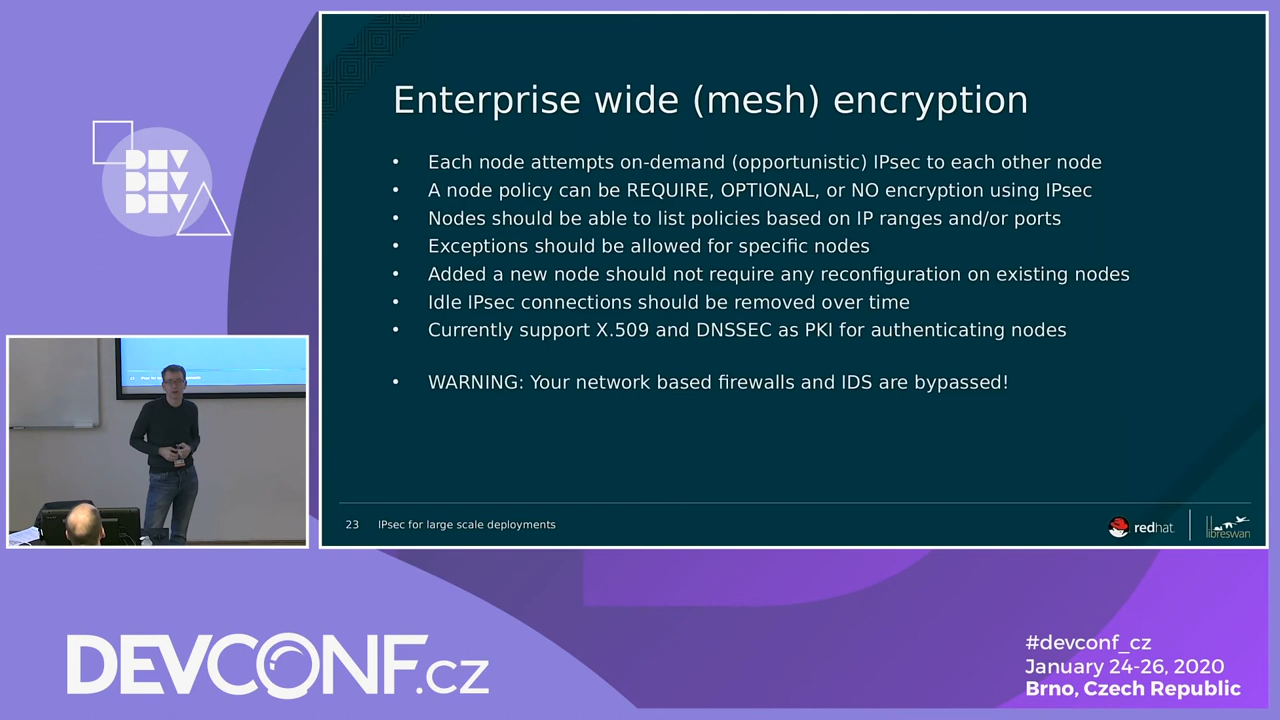 Enterprise wide (mesh) encryption
• Each node attempts on-demand (opportunistic) IPsec to each other node
• A node policy can be REQUIRE, OPTIONAL, or NO encryption using IPsec
• Nodes should be able to list policies based on IP ranges and/or ports
• Exceptions should be allowed for specific nodes
• Added a new node should not require any reconfiguration on existing nodes
• Idle IPsec connections should be removed over time
• Currently support X.509 and DNSSEC as PKI for authenticating nodes
• WARNING: Your network based firewalls and IDS are bypassed!
23 IPsec for large scale deployments
redhat.
libreswan
DEV
DEV
DEV
DEVCONF.cz
#devconf_cz
January 24-26, 2020
Brno, Czech Republic